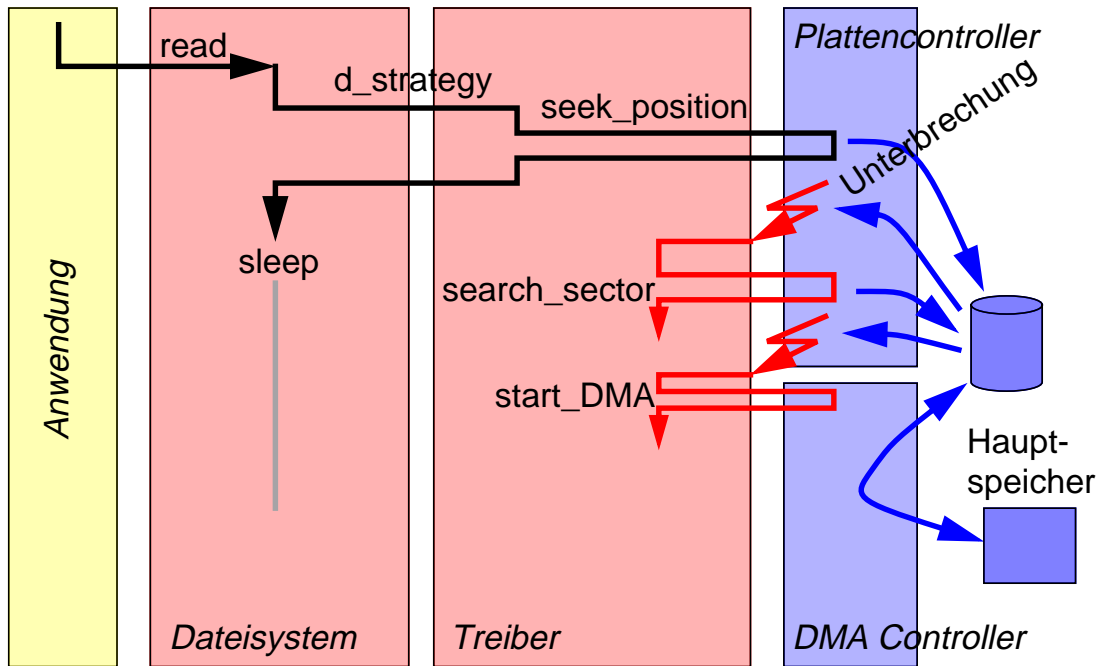 Plattencontroller
read
d_strategy
seek_position
Unterbrechung
sleep
search_sector
start_DMA
Anwendung
Haupt-
speicher
Dateisystem
Treiber
DMA Controller